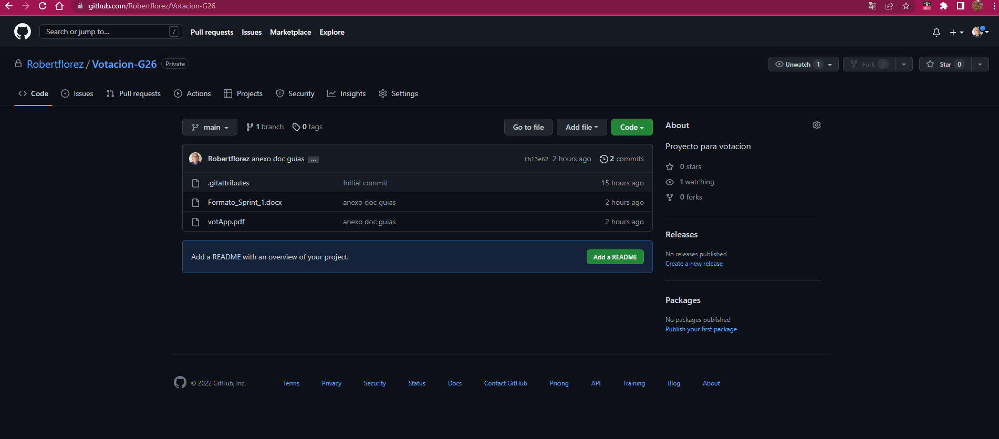 github.com/Robertflorez/Votacion-G26
OFF
Search or jump to... / Pull requests Issues Marketplace Explore
Robertflorez / Votacion-G26 Private Unwatch 1 Fork 0 Star 0
Code Issues Pull requests Actions Projects Security Insights Settings
main 1 branch 0 tags Go to file Add file Code
Robertflorez anexo doc guias ... fb13e62 2 hours ago 2 commits
.gitattributes Initial commit 15 hours ago
Formato_Sprint_1.docx anexo doc guias 2 hours ago
votApp.pdf anexo doc guias 2 hours ago
Add a README with an overview of your project. Add a README
About
Proyecto para votacion
0 stars
1 watching
0 forks
Releases
No releases published
Create a new release
Packages
No packages published
Publish your first package
© 2022 GitHub, Inc. Terms Privacy Security Status Docs Contact GitHub Pricing API Training Blog About